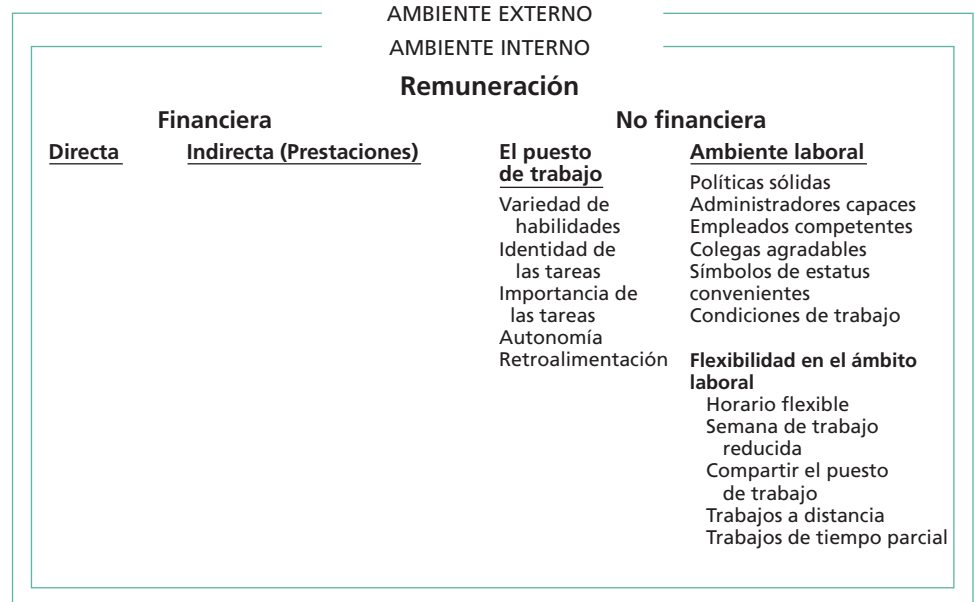 AMBIENTE EXTERNO
AMBIENTE INTERNO
Remuneración
Financiera
No financiera
Directa
Indirecta (Prestaciones)
El puesto
de trabajo
Variedad de
habilidades
Identidad de
las tareas
Importancia de
las tareas
Autonomía
Retroalimentación
Ambiente laboral
Políticas sólidas
Administradores capaces
Empleados competentes
Colegas agradables
Símbolos de estatus
convenientes
Condiciones de trabajo
Flexibilidad en el ámbito
laboral
Horario flexible
Semana de trabajo
reducida
Compartir el puesto
de trabajo
Trabajos a distancia
Trabajos de tiempo parcial